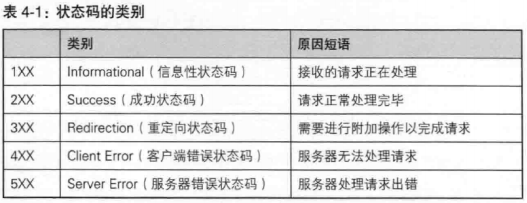 表 4-1：状态码的类别
类别 原因短语
1XX Informational（信息性状态码） 接收的请求正在处理
2XX Success（成功状态码） 请求正常处理完毕
3XX Redirection（重定向状态码） 需要进行附加操作以完成请求
4XX Client Error（客户端错误状态码） 服务器无法处理请求
5XX Server Error（服务器错误状态码） 服务器处理请求出错